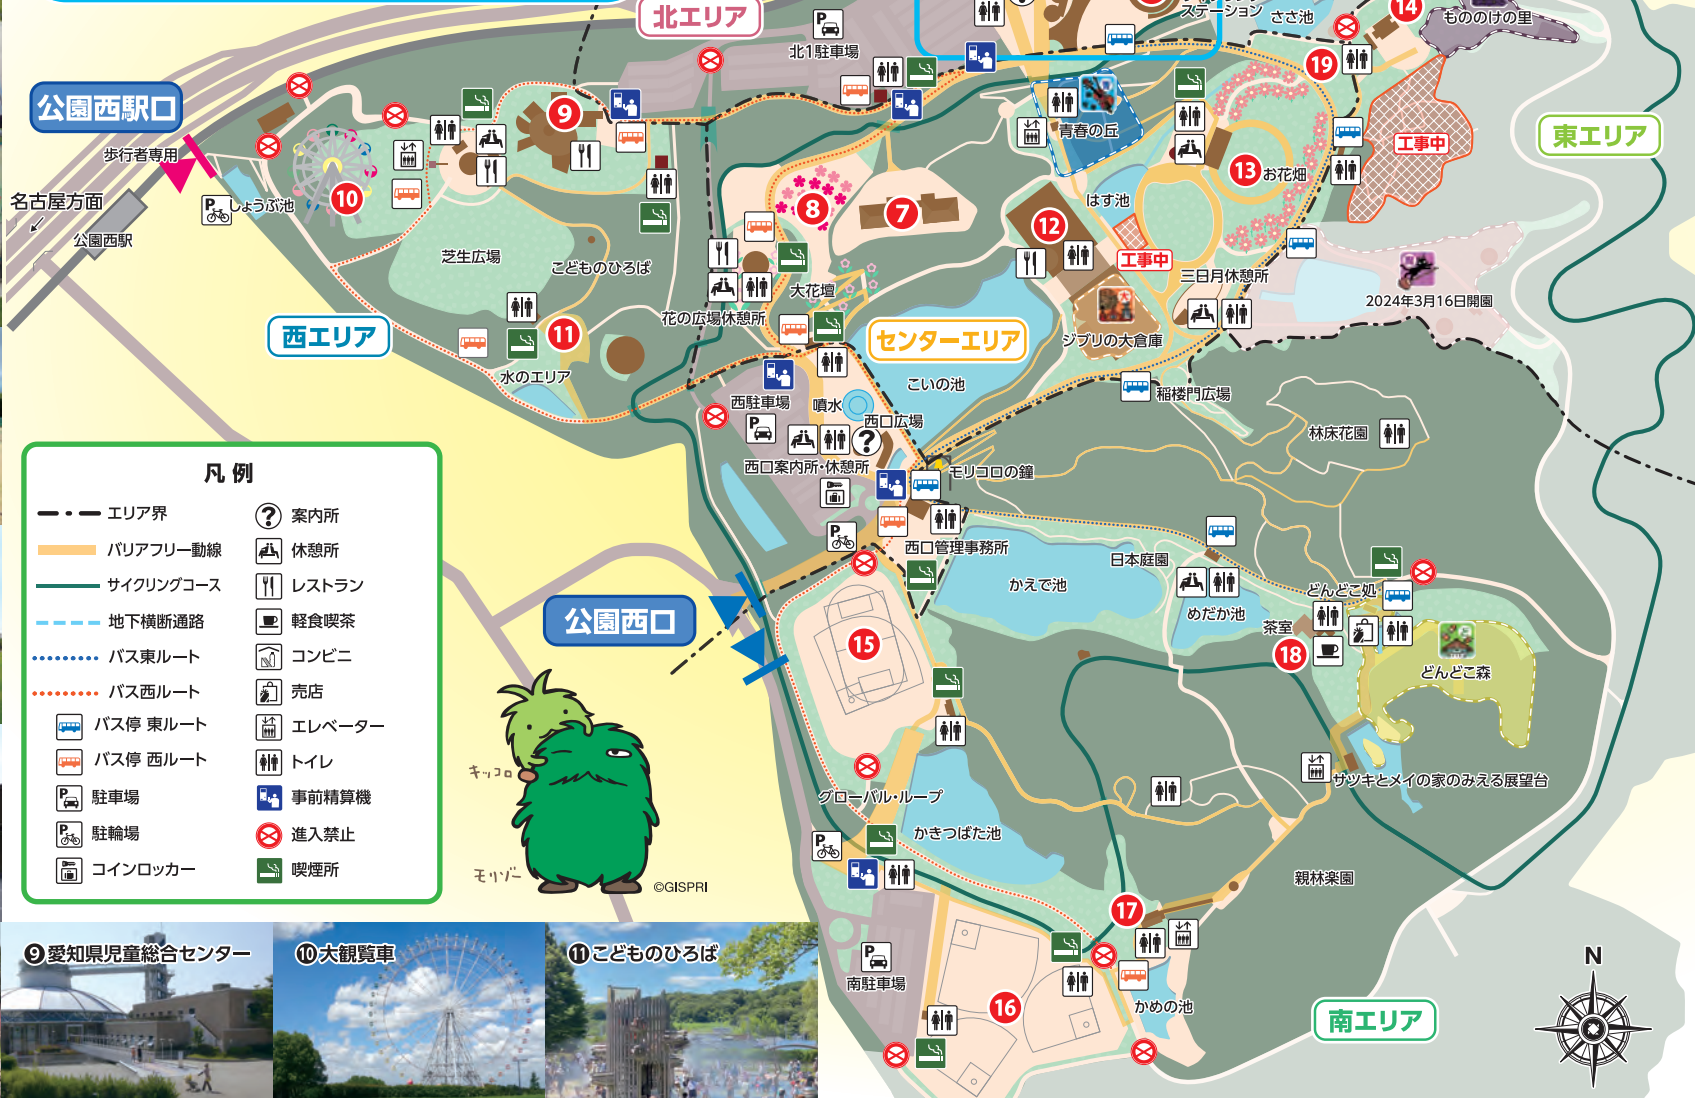 北エリア
北1駐車場
ステーション
ささ池
14
もののけの里
公園西駅口
歩行者専用
名古屋方面
公園西駅
しょうぶ池
10
9
8
7
19
青春の丘
工事中
東エリア
13
お花畑
はす池
12
工事中
三日月休憩所
2024年3月16日開園
芝生広場
こどものひろば
大花壇
花の広場休憩所
西エリア
11
水のエリア
センターエリア
ジブリの大倉庫
こいの池
稲楼門広場
西駐車場
噴水
西口広場
林床花園
西口案内所・休憩所
モリコロの鐘
西口管理事務所
日本庭園
かえで池
めだか池
どんどこ処
茶室
18
どんどこ森
公園西口
15
サツキとメイの家のみえる展望台
グローバル・ループ
かきつばた池
親林楽園
17
南駐車場
16
かめの池
南エリア
N
凡例
エリア界
バリアフリー動線
サイクリングコース
地下横断通路
バス東ルート
バス西ルート
バス停 東ルート
バス停 西ルート
P 駐車場
P 駐輪場
コインロッカー
? 案内所
休憩所
レストラン
軽食喫茶
コンビニ
売店
エレベーター
トイレ
事前精算機
進入禁止
喫煙所
キッコロ
モリゾー
©GISPRI
9 愛知県児童総合センター
10 大観覧車
11 こどものひろば